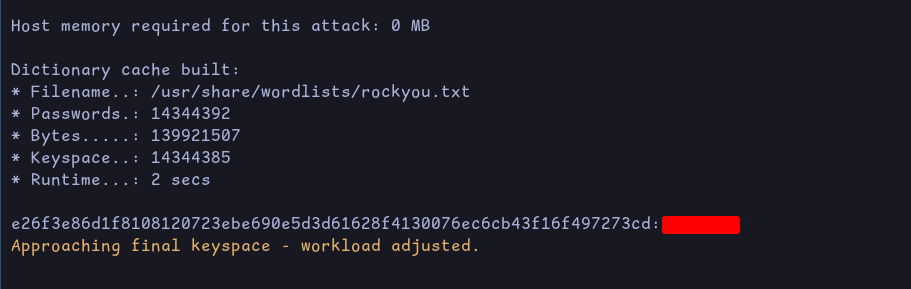 Host memory required for this attack: 0 MB
Dictionary cache built:
* Filename..: /usr/share/wordlists/rockyou.txt
* Passwords.: 14344392
* Bytes.....: 139921507
* Keyspace..: 14344385
* Runtime...: 2 secs
e26f3e86d1f8108120723ebe690e5d3d61628f4130076ec6cb43f16f497273cd:
Approaching final keyspace - workload adjusted.